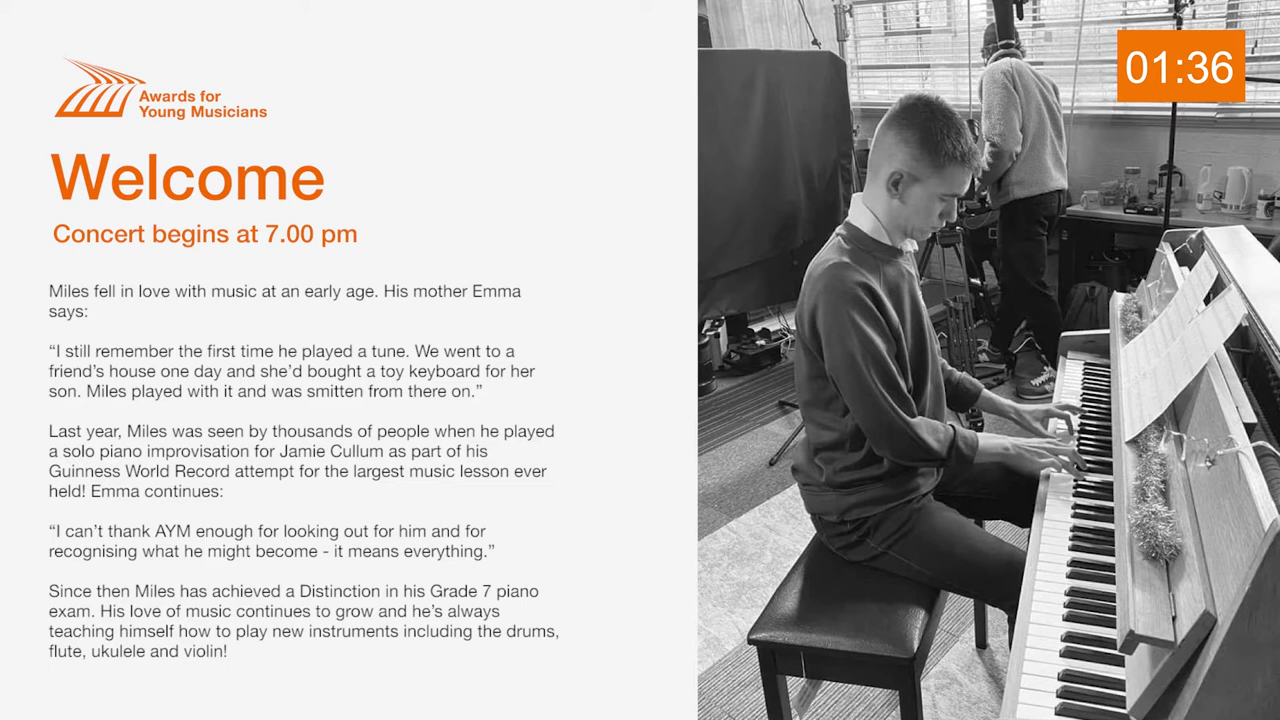 Awards for
Young Musicians
Welcome
Concert begins at 7.00 pm
Miles fell in love with music at an early age. His mother Emma
says:
“I still remember the first time he played a tune. We went to a
friend’s house one day and she’d bought a toy keyboard for her
son. Miles played with it and was smitten from there on.”
Last year, Miles was seen by thousands of people when he played
a solo piano improvisation for Jamie Cullum as part of his
Guinness World Record attempt for the largest music lesson ever
held! Emma continues:
“I can’t thank AYM enough for looking out for him and for
recognising what he might become - it means everything.”
Since then Miles has achieved a Distinction in his Grade 7 piano
exam. His love of music continues to grow and he’s always
teaching himself how to play new instruments including the drums,
flute, ukulele and violin!
01:36